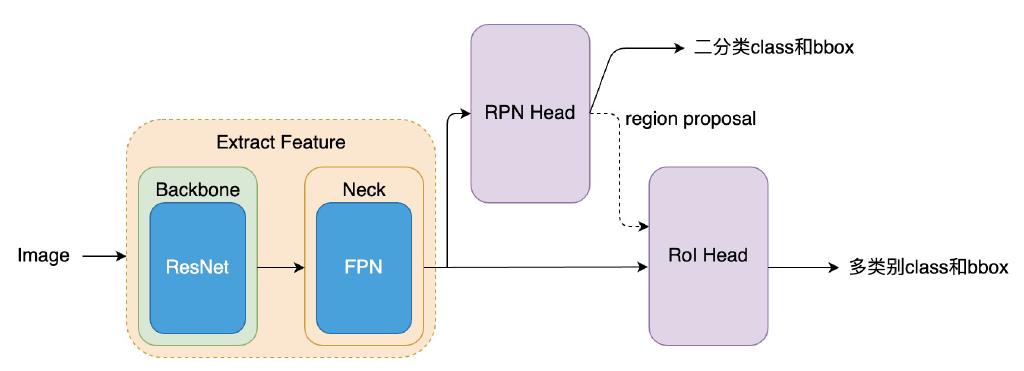 二分类class和bbox
RPN Head
region proposal
Extract Feature
Backbone
Neck
Image
ResNet
FPN
RoI Head
多类别class和bbox